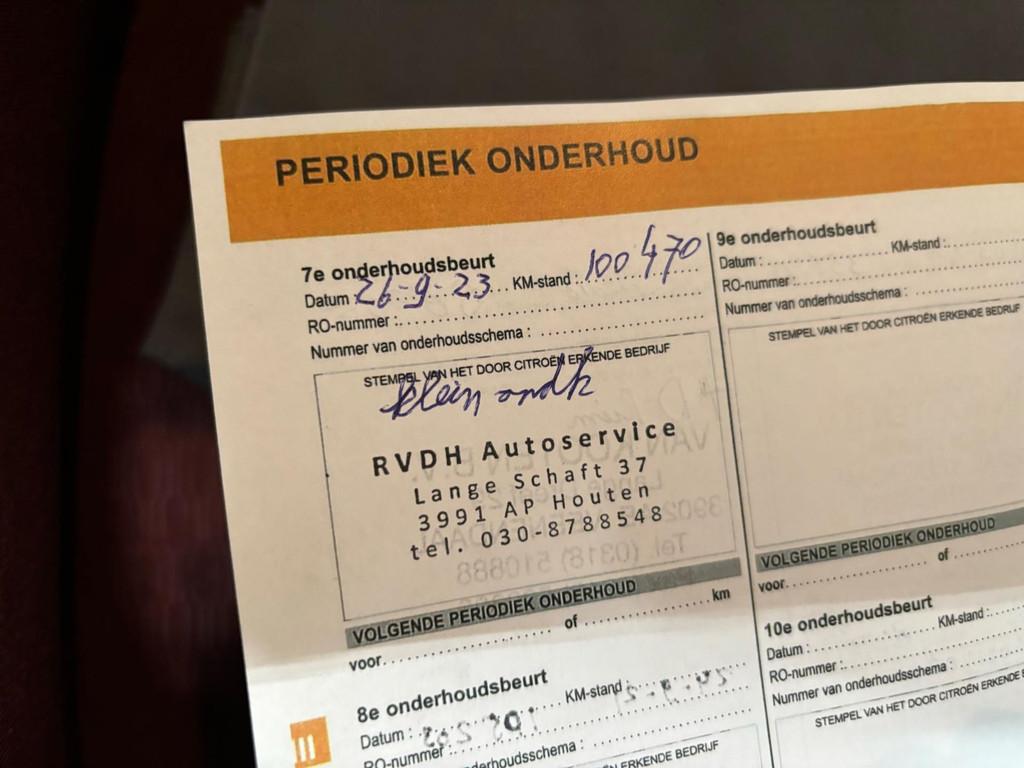 PERIODIEK ONDERHOUD
7e onderhoudsbeurt
Datum 26-9-23 KM-stand: 100 470
RO-nummer:
Nummer van onderhoudsschema :
STEMPEL VAN HET DOOR CITROËN ERKENDE BEDRIJF
klein ondh
RVDH Autoservice
Lange Schaft 37
3991 AP Houten
tel. 030-8788548
VOLGENDE PERIODIEK ONDERHOUD
voor of km
8e onderhoudsbeurt
Datum : KM-stand :
RO-nummer
onderhoudsschema :
STEMPEL VAN HET DOOR CITROËN ERKENDE BEDRIJF
9e onderhoudsbeurt
Datum : KM-stand :
RO-nummer:
Nummer van onderhoudsschema :
STEMPEL VAN HET DOOR CITROËN ERKENDE BEDRIJF
VOLGENDE PERIODIEK ONDERHOUD
voor of
10e onderhoudsbeurt
Datum : KM-stand :
RO-nummer:
Nummer van onderhoudsschema :
STEMPEL VAN HET DOOR CITROËN ERKENDE